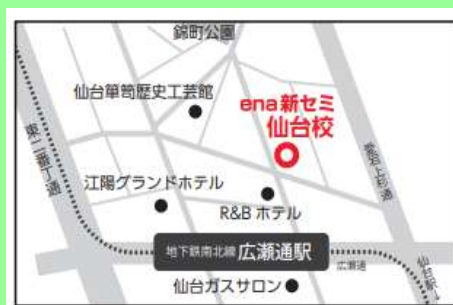 錦町公園
仙台箪笥歴史工芸館
ena新セミ
仙台校
東二番丁通
愛宕上杉通
江陽グランドホテル
R&Bホテル
地下鉄南北線 広瀬通駅
広瀬通
仙台駅
仙台ガスサロン